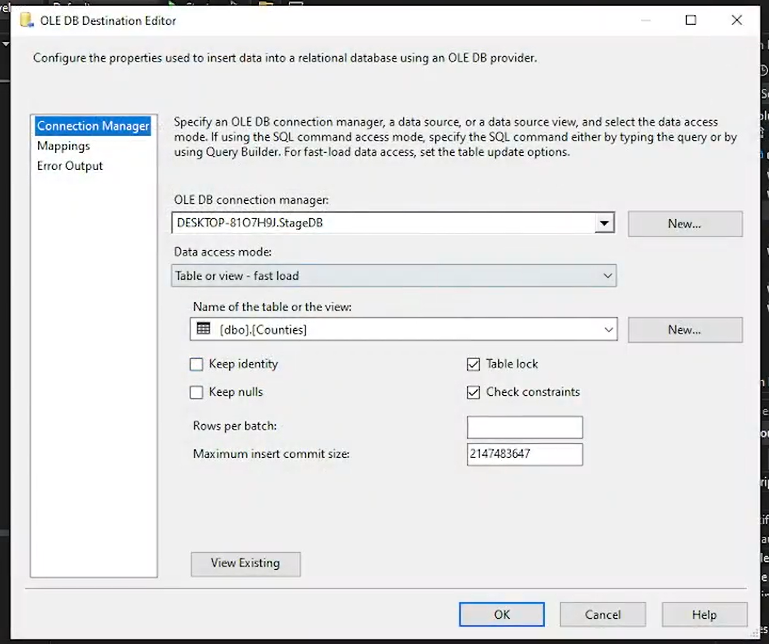 OLE DB Destination Editor
Configure the properties used to insert data into a relational database using an OLE DB provider.
Connection Manager
Mappings
Error Output
Specify an OLE DB connection manager, a data source, or a data source view, and select the data access
mode. If using the SQL command access mode, specify the SQL command either by typing the query or by
using Query Builder. For fast-load data access, set the table update options.
OLE DB connection manager:
DESKTOP-81O7H9J.StageDB
New...
Data access mode:
Table or view - fast load
Name of the table or the view:
[dbo].[Counties]
New...
Keep identity
Table lock
Keep nulls
Check constraints
Rows per batch:
Maximum insert commit size:
2147483647
View Existing
OK
Cancel
Help